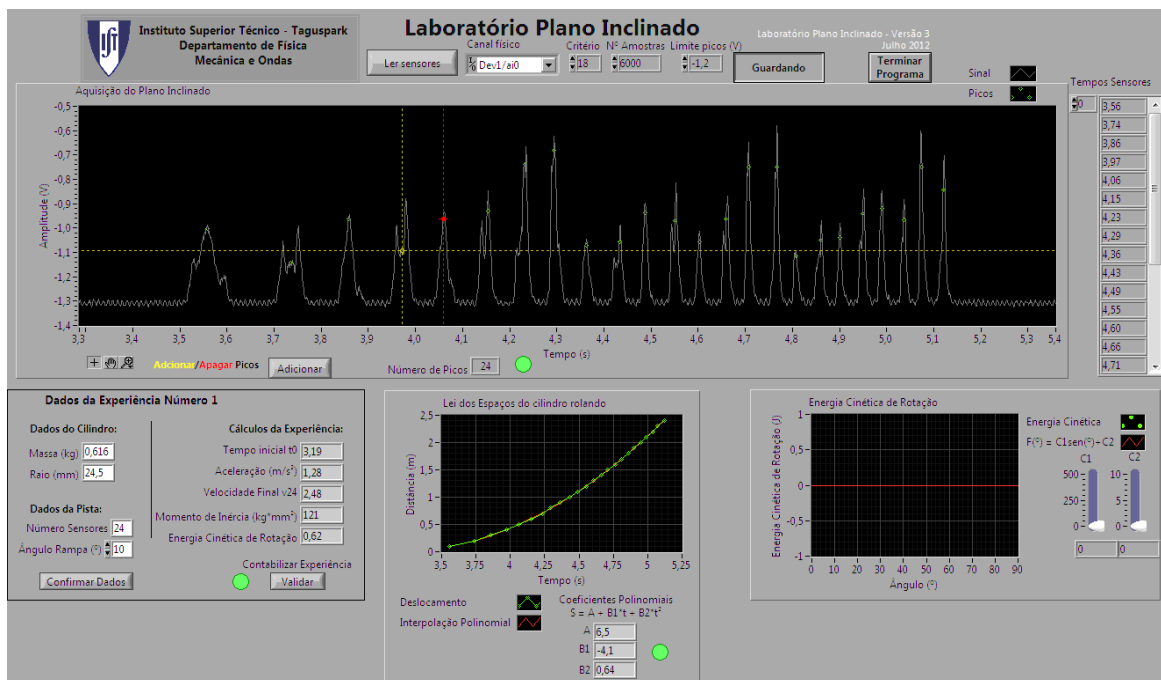 Instituto Superior Técnico - Taguspark
Departamento de Física
Mecânica e Ondas
Laboratório Plano Inclinado
Laboratório Plano Inclinado - Versão 3
Julho 2012
Ler sensores
Canal físico
Dev1/ai0
Critério
18
Nº Amostras
6000
Limite picos (V)
-1,2
Guardando
Terminar
Programa
Sinal
Picos
Aquisição do Plano Inclinado
Amplitude (V)
-0,5
-0,6
-0,7
-0,8
-0,9
-1,0
-1,1
-1,2
-1,3
-1,4
3,3 3,4 3,5 3,6 3,7 3,8 3,9 4,0 4,1 4,2 4,3 4,4 4,5 4,6 4,7 4,8 4,9 5,0 5,1 5,2 5,3 5,4
Tempo (s)
Adicionar/Apagar Picos
Adicionar
Número de Picos 24
Tempos Sensores
0
3,56
3,74
3,86
3,97
4,06
4,15
4,23
4,29
4,36
4,43
4,49
4,55
4,60
4,66
4,71
Dados da Experiência Número 1
Dados do Cilindro:
Massa (kg) 0,616
Raio (mm) 24,5
Dados da Pista:
Número Sensores 24
Ângulo Rampa (º) 10
Confirmar Dados
Cálculos da Experiência:
Tempo inicial t0 3,19
Aceleração (m/s²) 1,28
Velocidade Final v24 2,48
Momento de Inércia (kg*mm²) 121
Energia Cinética de Rotação 0,62
Contabilizar Experiência
Validar
Lei dos Espaços do cilindro rolando
Distância (m)
2,5
2
1,5
1
0,5
0
3,5 3,75 4 4,25 4,5 4,75 5 5,25
Tempo (s)
Deslocamento
Interpolação Polinomial
Coeficientes Polinomiais
S = A + B1*t + B2*t²
A 6,5
B1 -4,1
B2 0,64
Energia Cinética de Rotação
Energia Cinética de Rotação (J)
1
0,5
0
-0,5
-1
0 10 20 30 40 50 60 70 80 90
Ângulo (º)
Energia Cinética
F(º) = C1sen(º)+C2
C1 C2
500 10
250 5
0 0
0 0